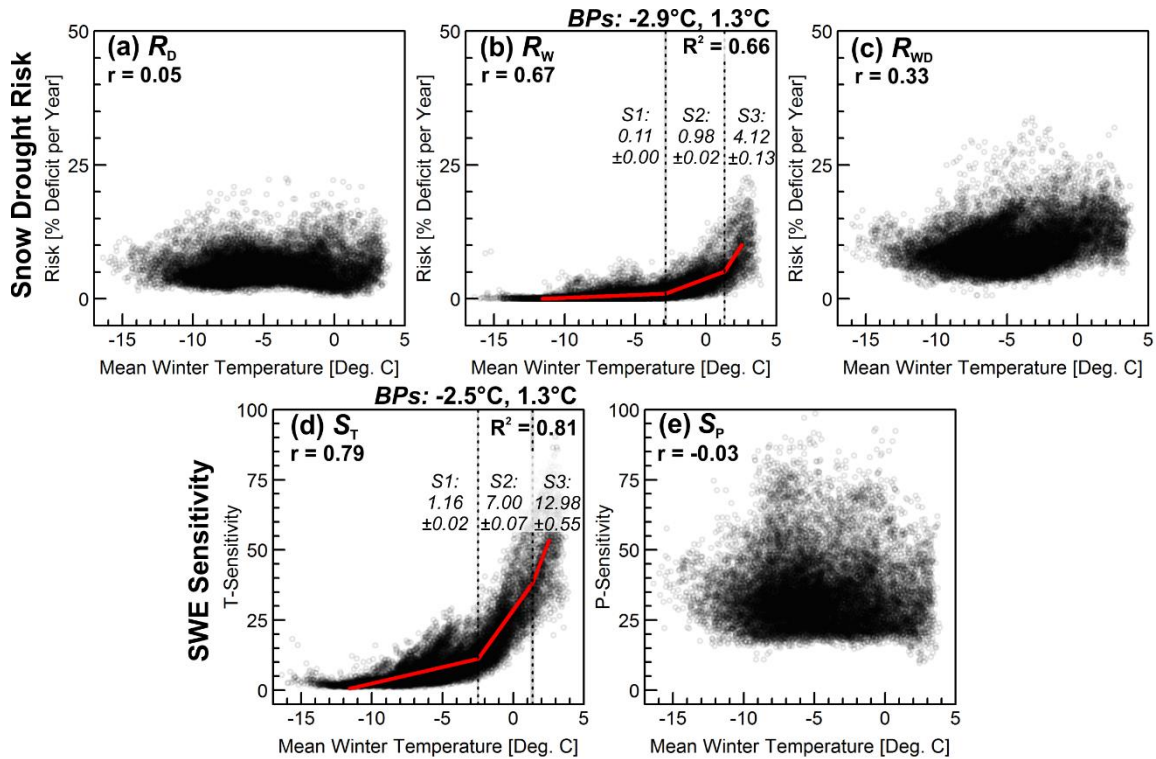 BPs: -2.9°C, 1.3°C
Snow Drought Risk
Risk [% Deficit per Year]
50
25
0
(a) R_D
r = 0.05
-15 -10 -5 0 5
Mean Winter Temperature [Deg. C]
Risk [% Deficit per Year]
50
25
0
(b) R_W
r = 0.67
R² = 0.66
S1: S2: S3:
0.11 0.98 4.12
±0.00 ±0.02 ±0.13
-15 -10 -5 0 5
Mean Winter Temperature [Deg. C]
Risk [% Deficit per Year]
50
25
0
(c) R_WD
r = 0.33
-15 -10 -5 0 5
Mean Winter Temperature [Deg. C]
BPs: -2.5°C, 1.3°C
SWE Sensitivity
T-Sensitivity
100
75
50
25
0
(d) S_T
r = 0.79
R² = 0.81
S1: S2: S3:
1.16 7.00 12.98
±0.02 ±0.07 ±0.55
-15 -10 -5 0 5
Mean Winter Temperature [Deg. C]
P-Sensitivity
100
75
50
25
0
(e) S_P
r = -0.03
-15 -10 -5 0 5
Mean Winter Temperature [Deg. C]